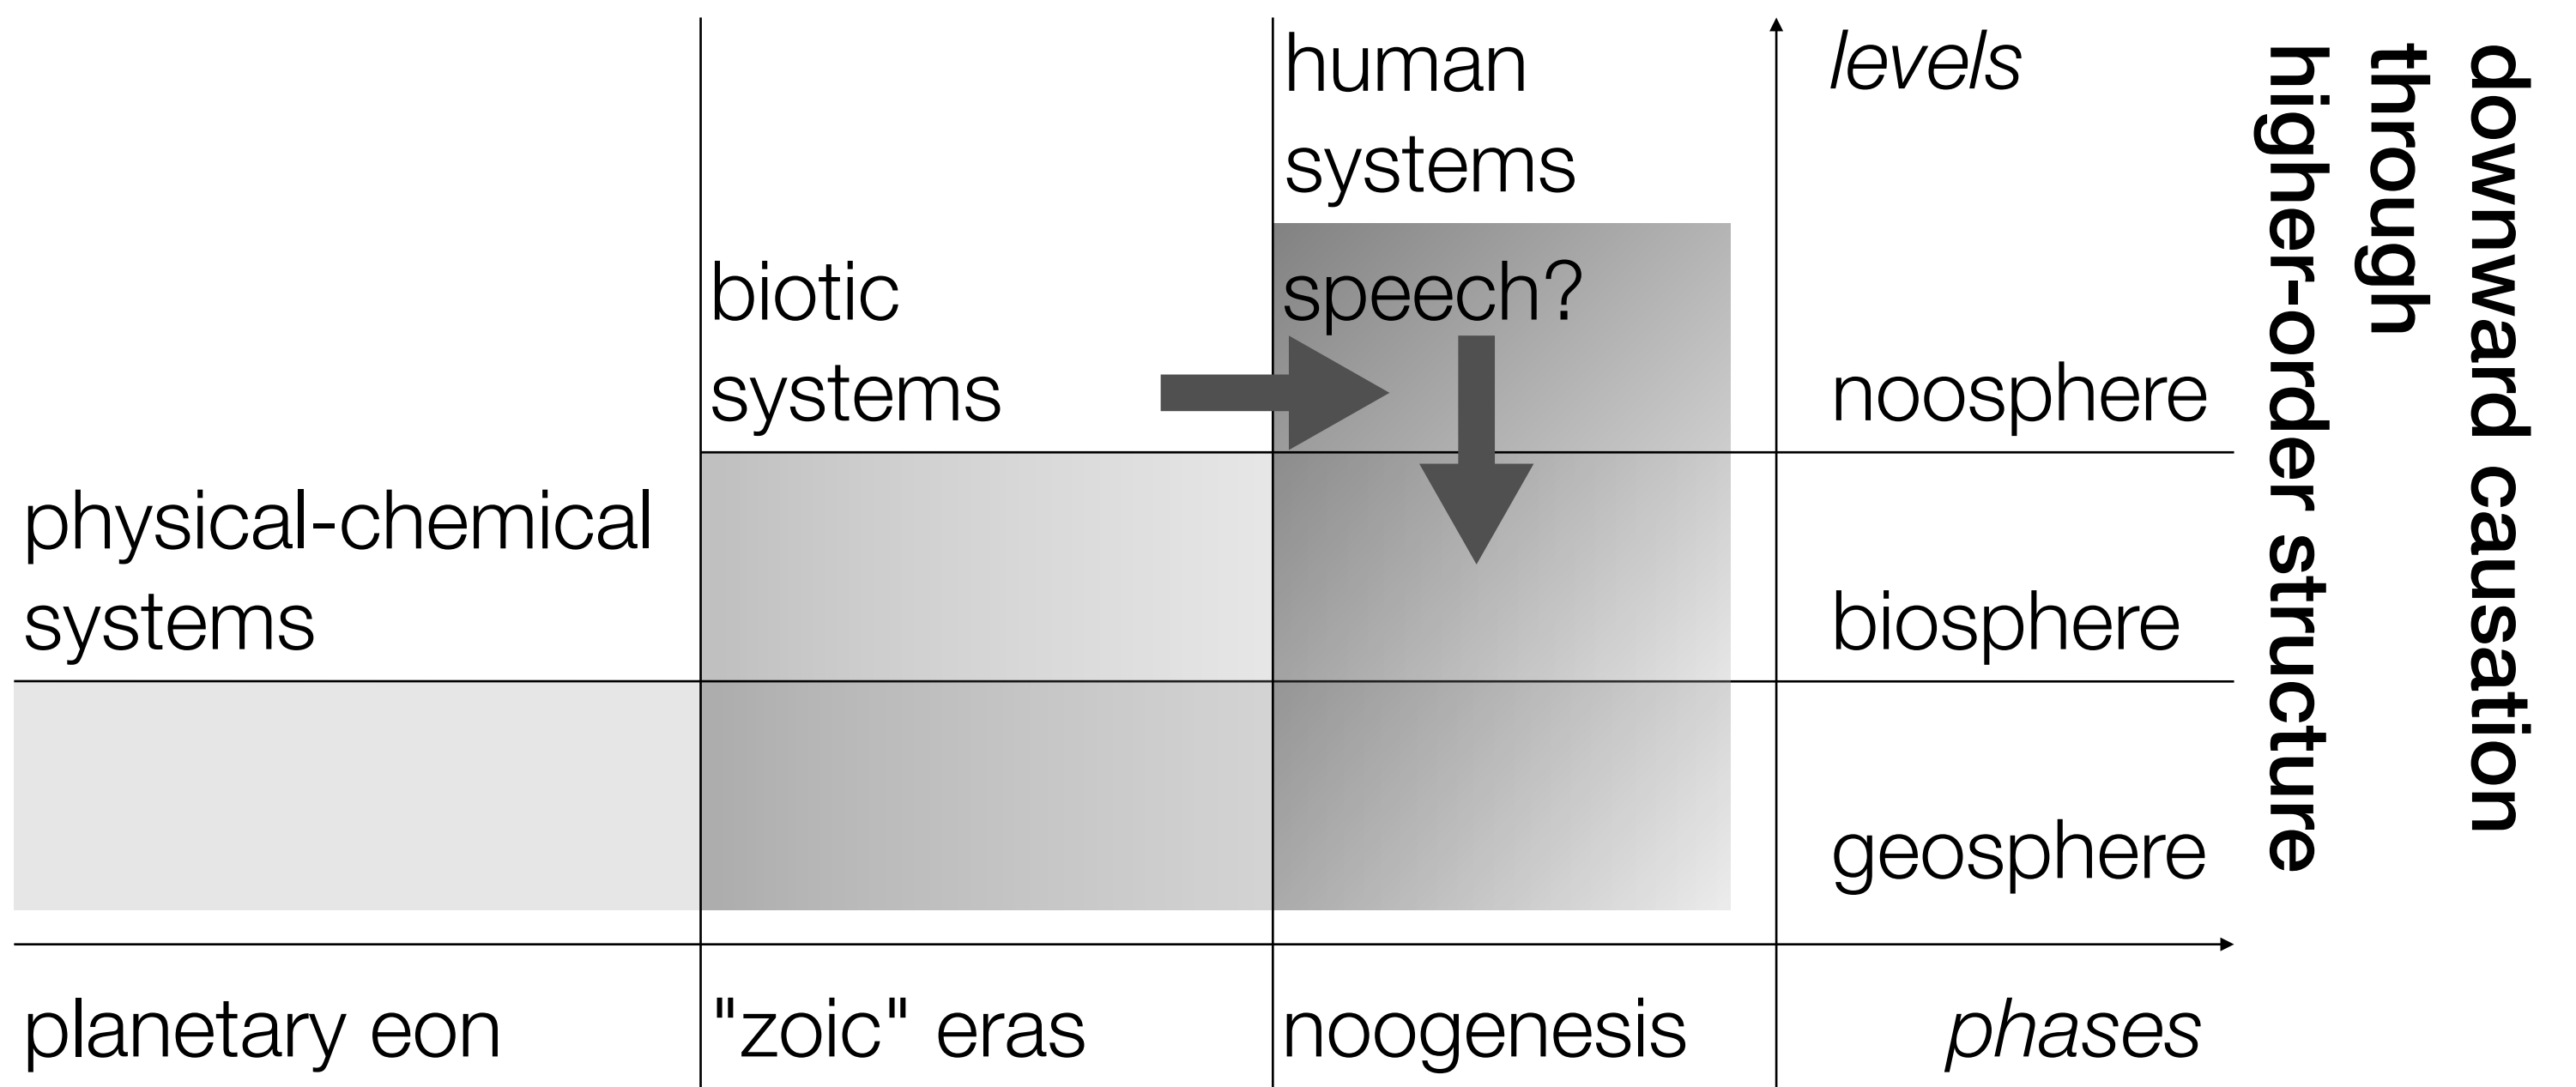 human
systems
levels
biotic
systems
speech?
noosphere
physical-chemical
systems
biosphere
geosphere
planetary eon
"zoic" eras
noogenesis
phases
downward causation
through
higher-order structure